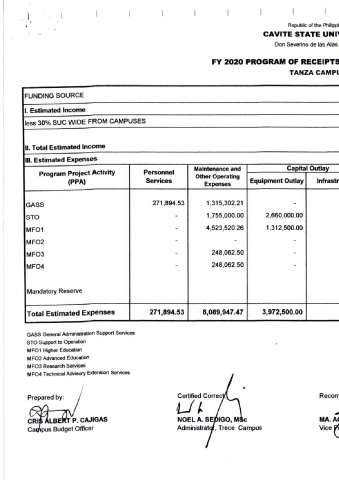 Republic of the Philippi
CAVITE STATE UNIV
Don Severino de las Alas
FY 2020 PROGRAM OF RECEIPTS
TANZA CAMPU
FUNDING SOURCE
I. Estimated Income
less 30% SUC WIDE FROM CAMPUSES
II. Total Estimated Income
III. Estimated Expenses
Program Project Activity (PPA) Personnel Services Maintenance and Other Operating Expenses Capital Outlay
Equipment Outlay Infrastr
GASS 271,894.53 1,315,302.21 -
STO - 1,755,000.00 2,660,000.00
MFO1 - 4,523,520.26 1,312,500.00
MFO2 - - -
MFO3 - 248,062.50
MFO4 - 248,062.50
Mandatory Reserve
Total Estimated Expenses 271,894.53 8,089,947.47 3,972,500.00
GASS General Administration Support Services
STO Support to Operation
MFO1 Higher Education
MFO2 Advanced Education
MFO3 Research Services
MFO4 Technical Advisory Extension Services
Prepared by: Certified Correct: Recom
CRIS ALBERT P. CAJIGAS NOEL A. SEDIGO, MSc MA. AG
Campus Budget Officer Administrator, Trece Campus Vice P